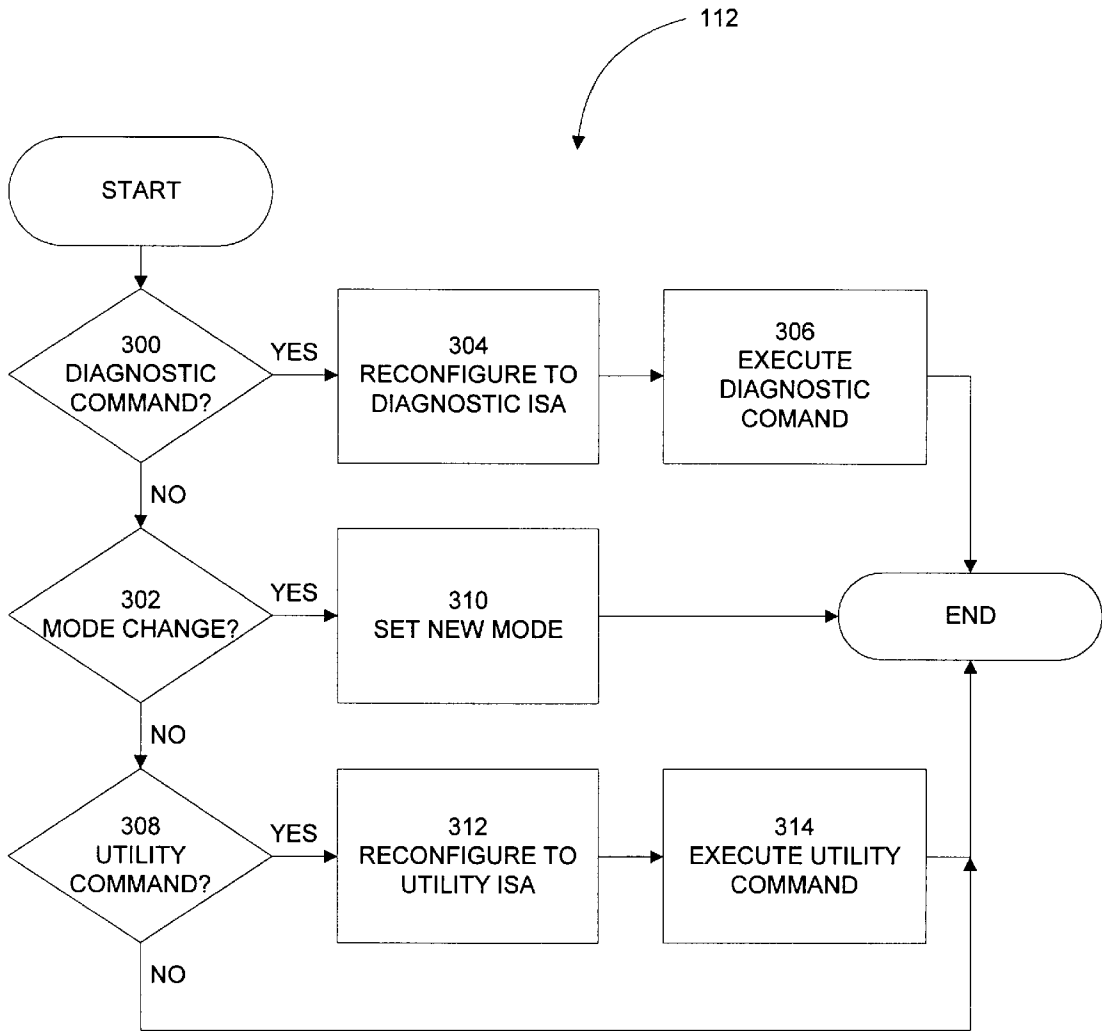 112
START
300
DIAGNOSTIC
COMMAND?
YES
304
RECONFIGURE TO
DIAGNOSTIC ISA
306
EXECUTE
DIAGNOSTIC
COMAND
NO
302
MODE CHANGE?
YES
310
SET NEW MODE
END
NO
308
UTILITY
COMMAND?
YES
312
RECONFIGURE TO
UTILITY ISA
314
EXECUTE UTILITY
COMMAND
NO